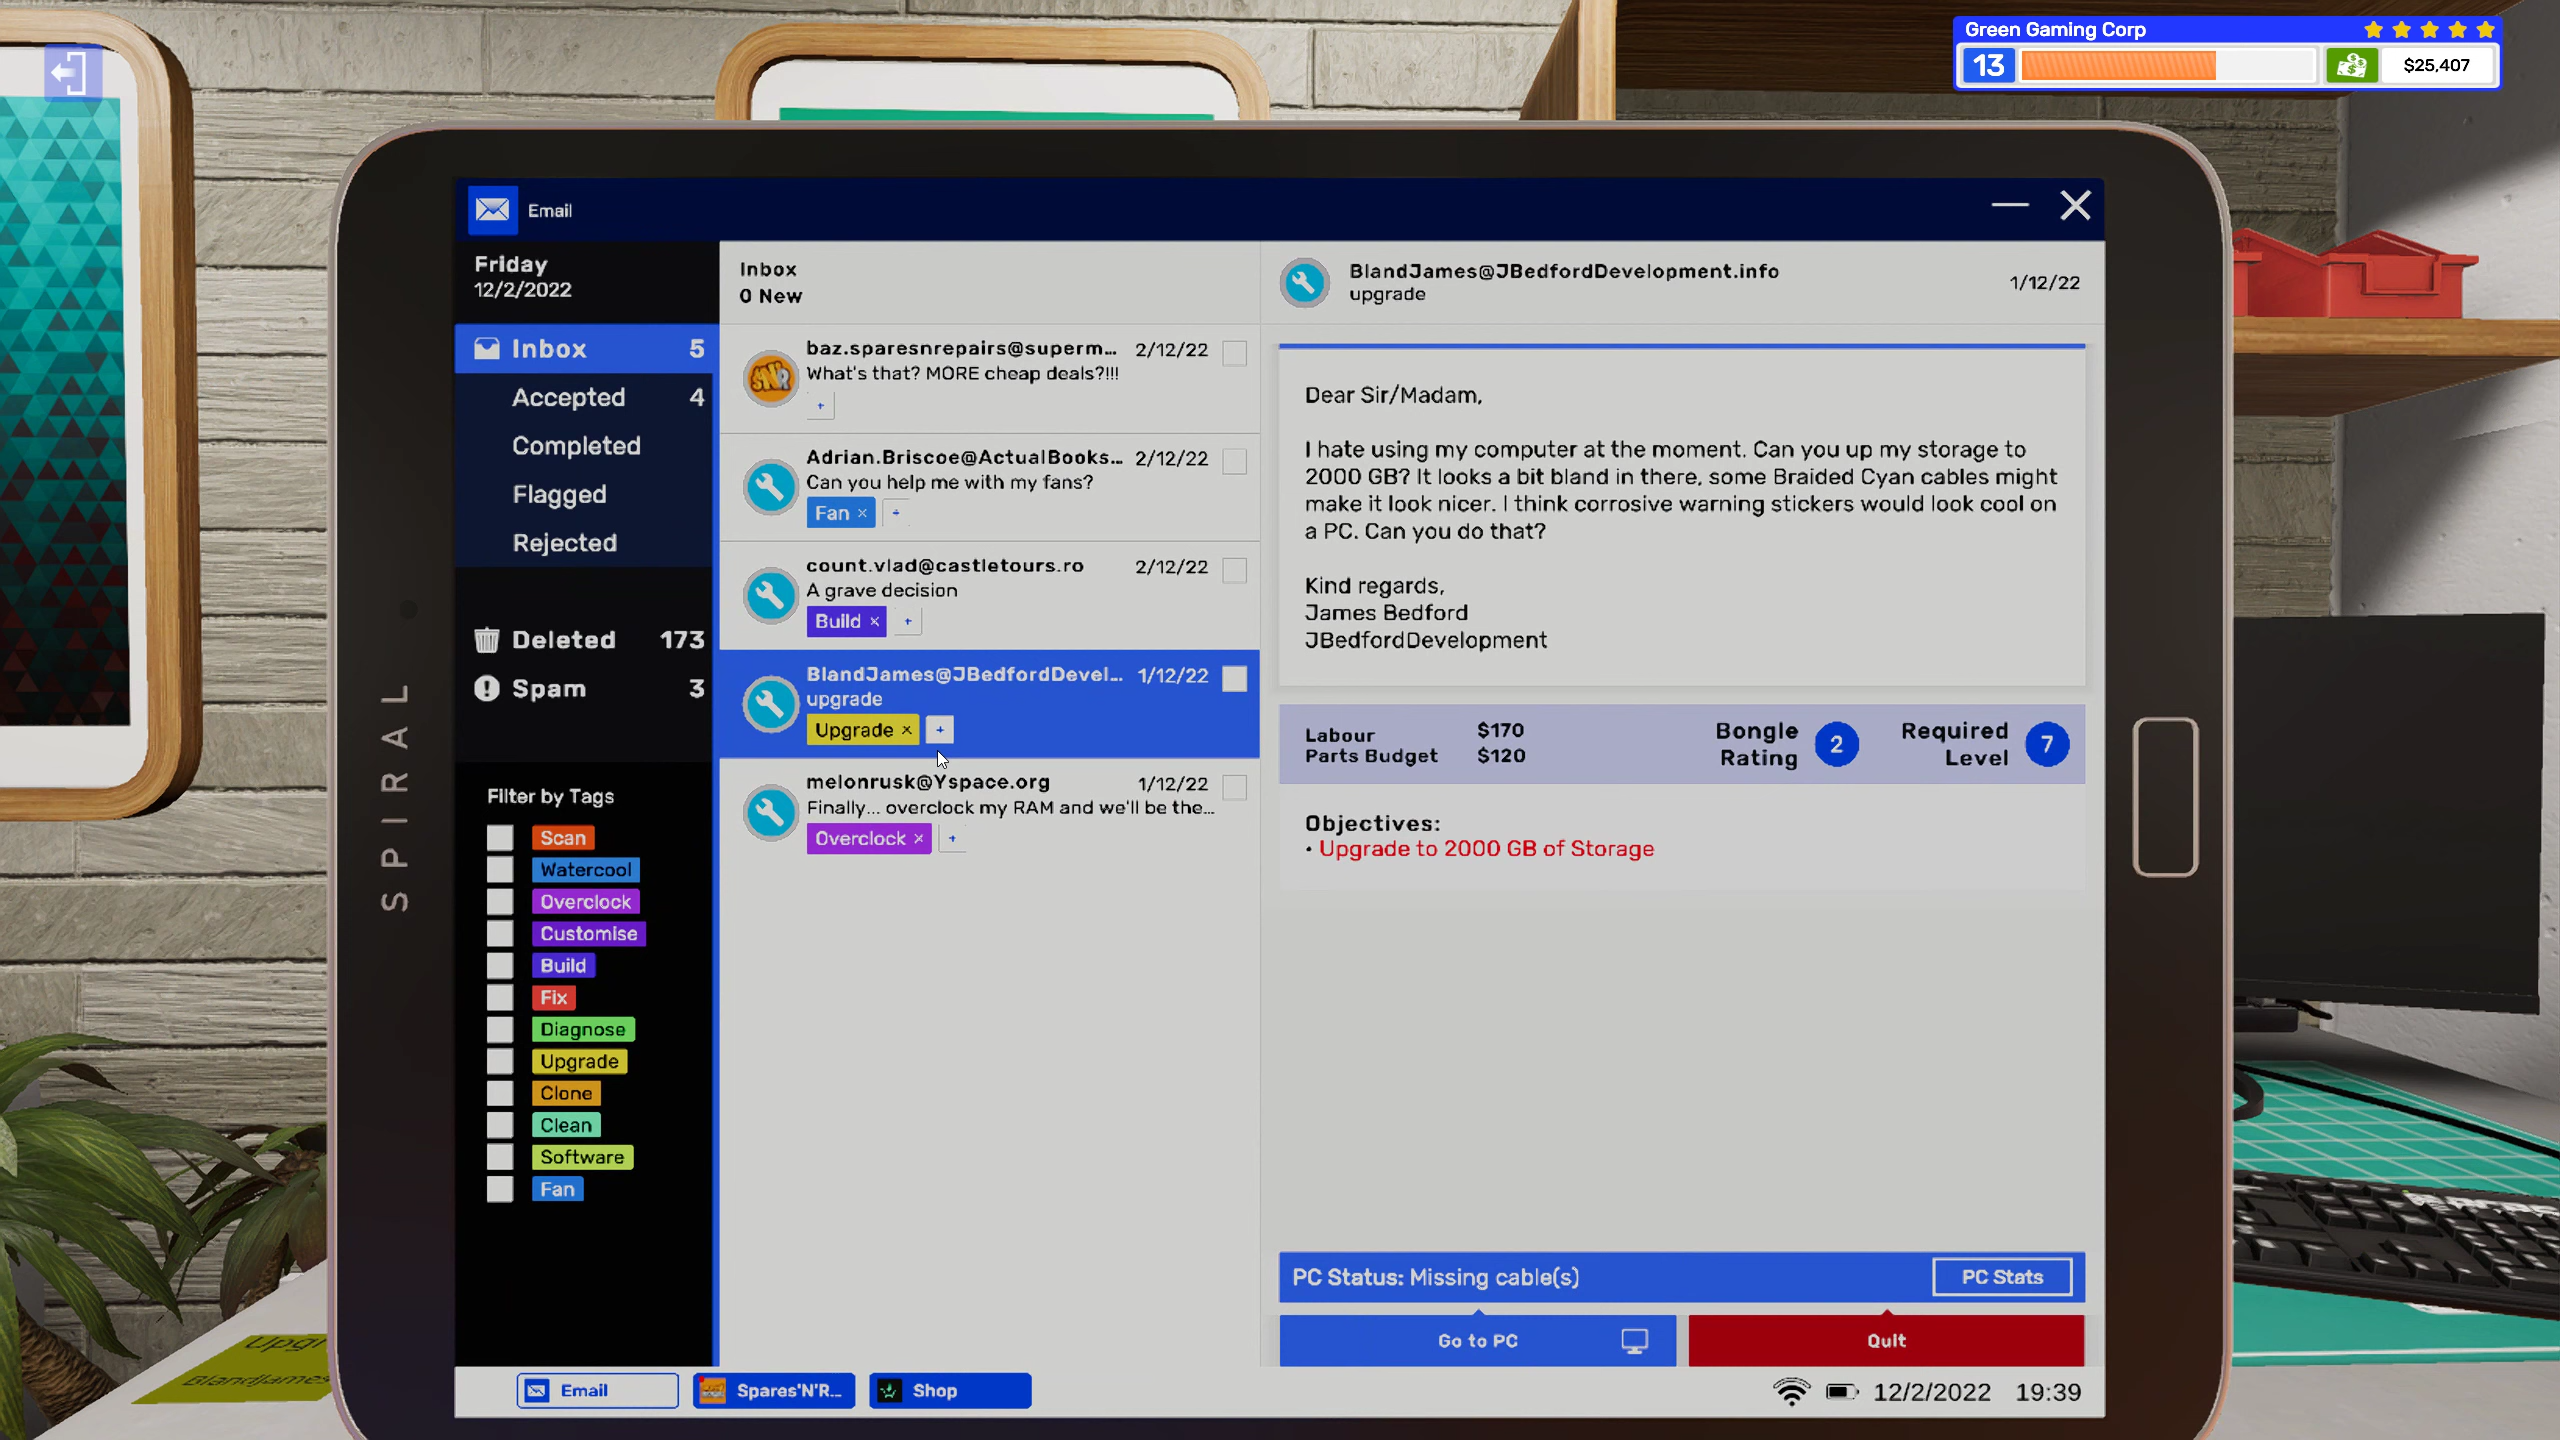 Green Gaming Corp
13
$25,407
SPIRAL
Email
Friday
12/2/2022
Inbox 5
Accepted 4
Completed
Flagged
Rejected
Deleted 173
Spam 3
Filter by Tags
Scan
Watercool
Overclock
Customise
Build
Fix
Diagnose
Upgrade
Clone
Clean
Software
Fan
Inbox
0 New
baz.sparesnrepairs@superm... 2/12/22
What's that? MORE cheap deals?!!!
+
SNR
Adrian.Briscoe@ActualBooks... 2/12/22
Can you help me with my fans?
Fan × +
count.vlad@castletours.ro 2/12/22
A grave decision
Build × +
BlandJames@JBedfordDevel... 1/12/22
upgrade
Upgrade × +
melonrusk@Yspace.org 1/12/22
Finally... overclock my RAM and we'll be the...
Overclock × +
BlandJames@JBedfordDevelopment.info
upgrade
1/12/22
Dear Sir/Madam,
I hate using my computer at the moment. Can you up my storage to
2000 GB? It looks a bit bland in there, some Braided Cyan cables might
make it look nicer. I think corrosive warning stickers would look cool on
a PC. Can you do that?
Kind regards,
James Bedford
JBedfordDevelopment
Labour $170
Parts Budget $120
Bongle
Rating
2
Required
Level
7
Objectives:
• Upgrade to 2000 GB of Storage
PC Status: Missing cable(s)
PC Stats
Go to PC
Quit
Upgr
BlandJames
Email
Spares'N'R...
Shop
12/2/2022 19:39